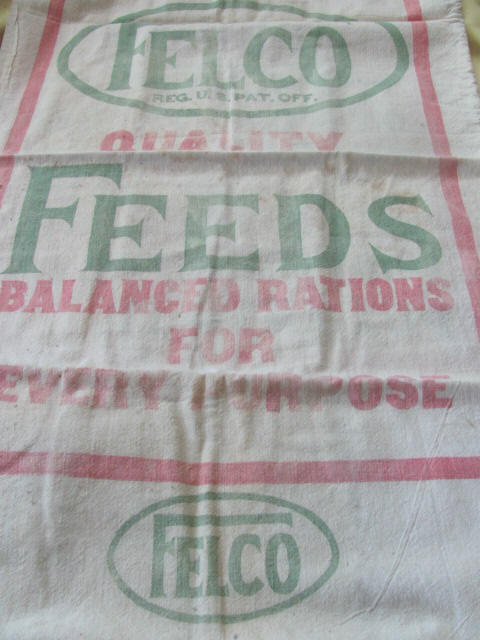 FELCO
REG. U.S. PAT. OFF.
QUALITY
FEEDS
BALANCED RATIONS
FOR
EVERY PURPOSE
FELCO